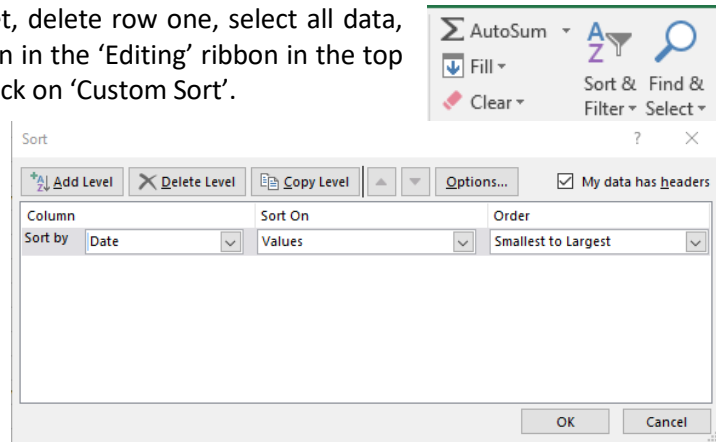 et, delete row one, select all data,
n in the 'Editing' ribbon in the top
ck on 'Custom Sort'.
AutoSum
Fill
Clear
Sort & Filter
Find & Select
Sort ? ×
Add Level Delete Level Copy Level Options... My data has headers
Column Sort On Order
Sort by Date Values Smallest to Largest
OK Cancel